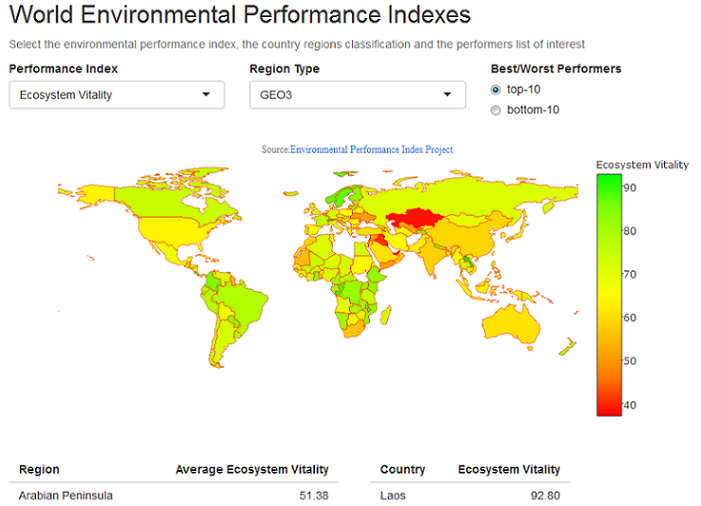 World Environmental Performance Indexes
Select the environmental performance index, the country regions classification and the performers list of interest
Performance Index Region Type Best/Worst Performers
Ecosystem Vitality GEO3 top-10
bottom-10
Source:Environmental Performance Index Project
Ecosystem Vitality
90
80
70
60
50
40
Region Average Ecosystem Vitality Country Ecosystem Vitality
Arabian Peninsula 51.38 Laos 92.80